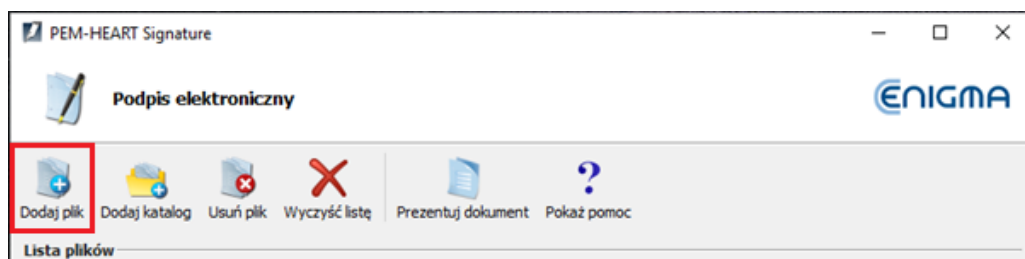 PEM-HEART Signature
Podpis elektroniczny
ENIGMA
Dodaj plik Dodaj katalog Usuń plik Wyczyść listę Prezentuj dokument Pokaż pomoc
Lista plików